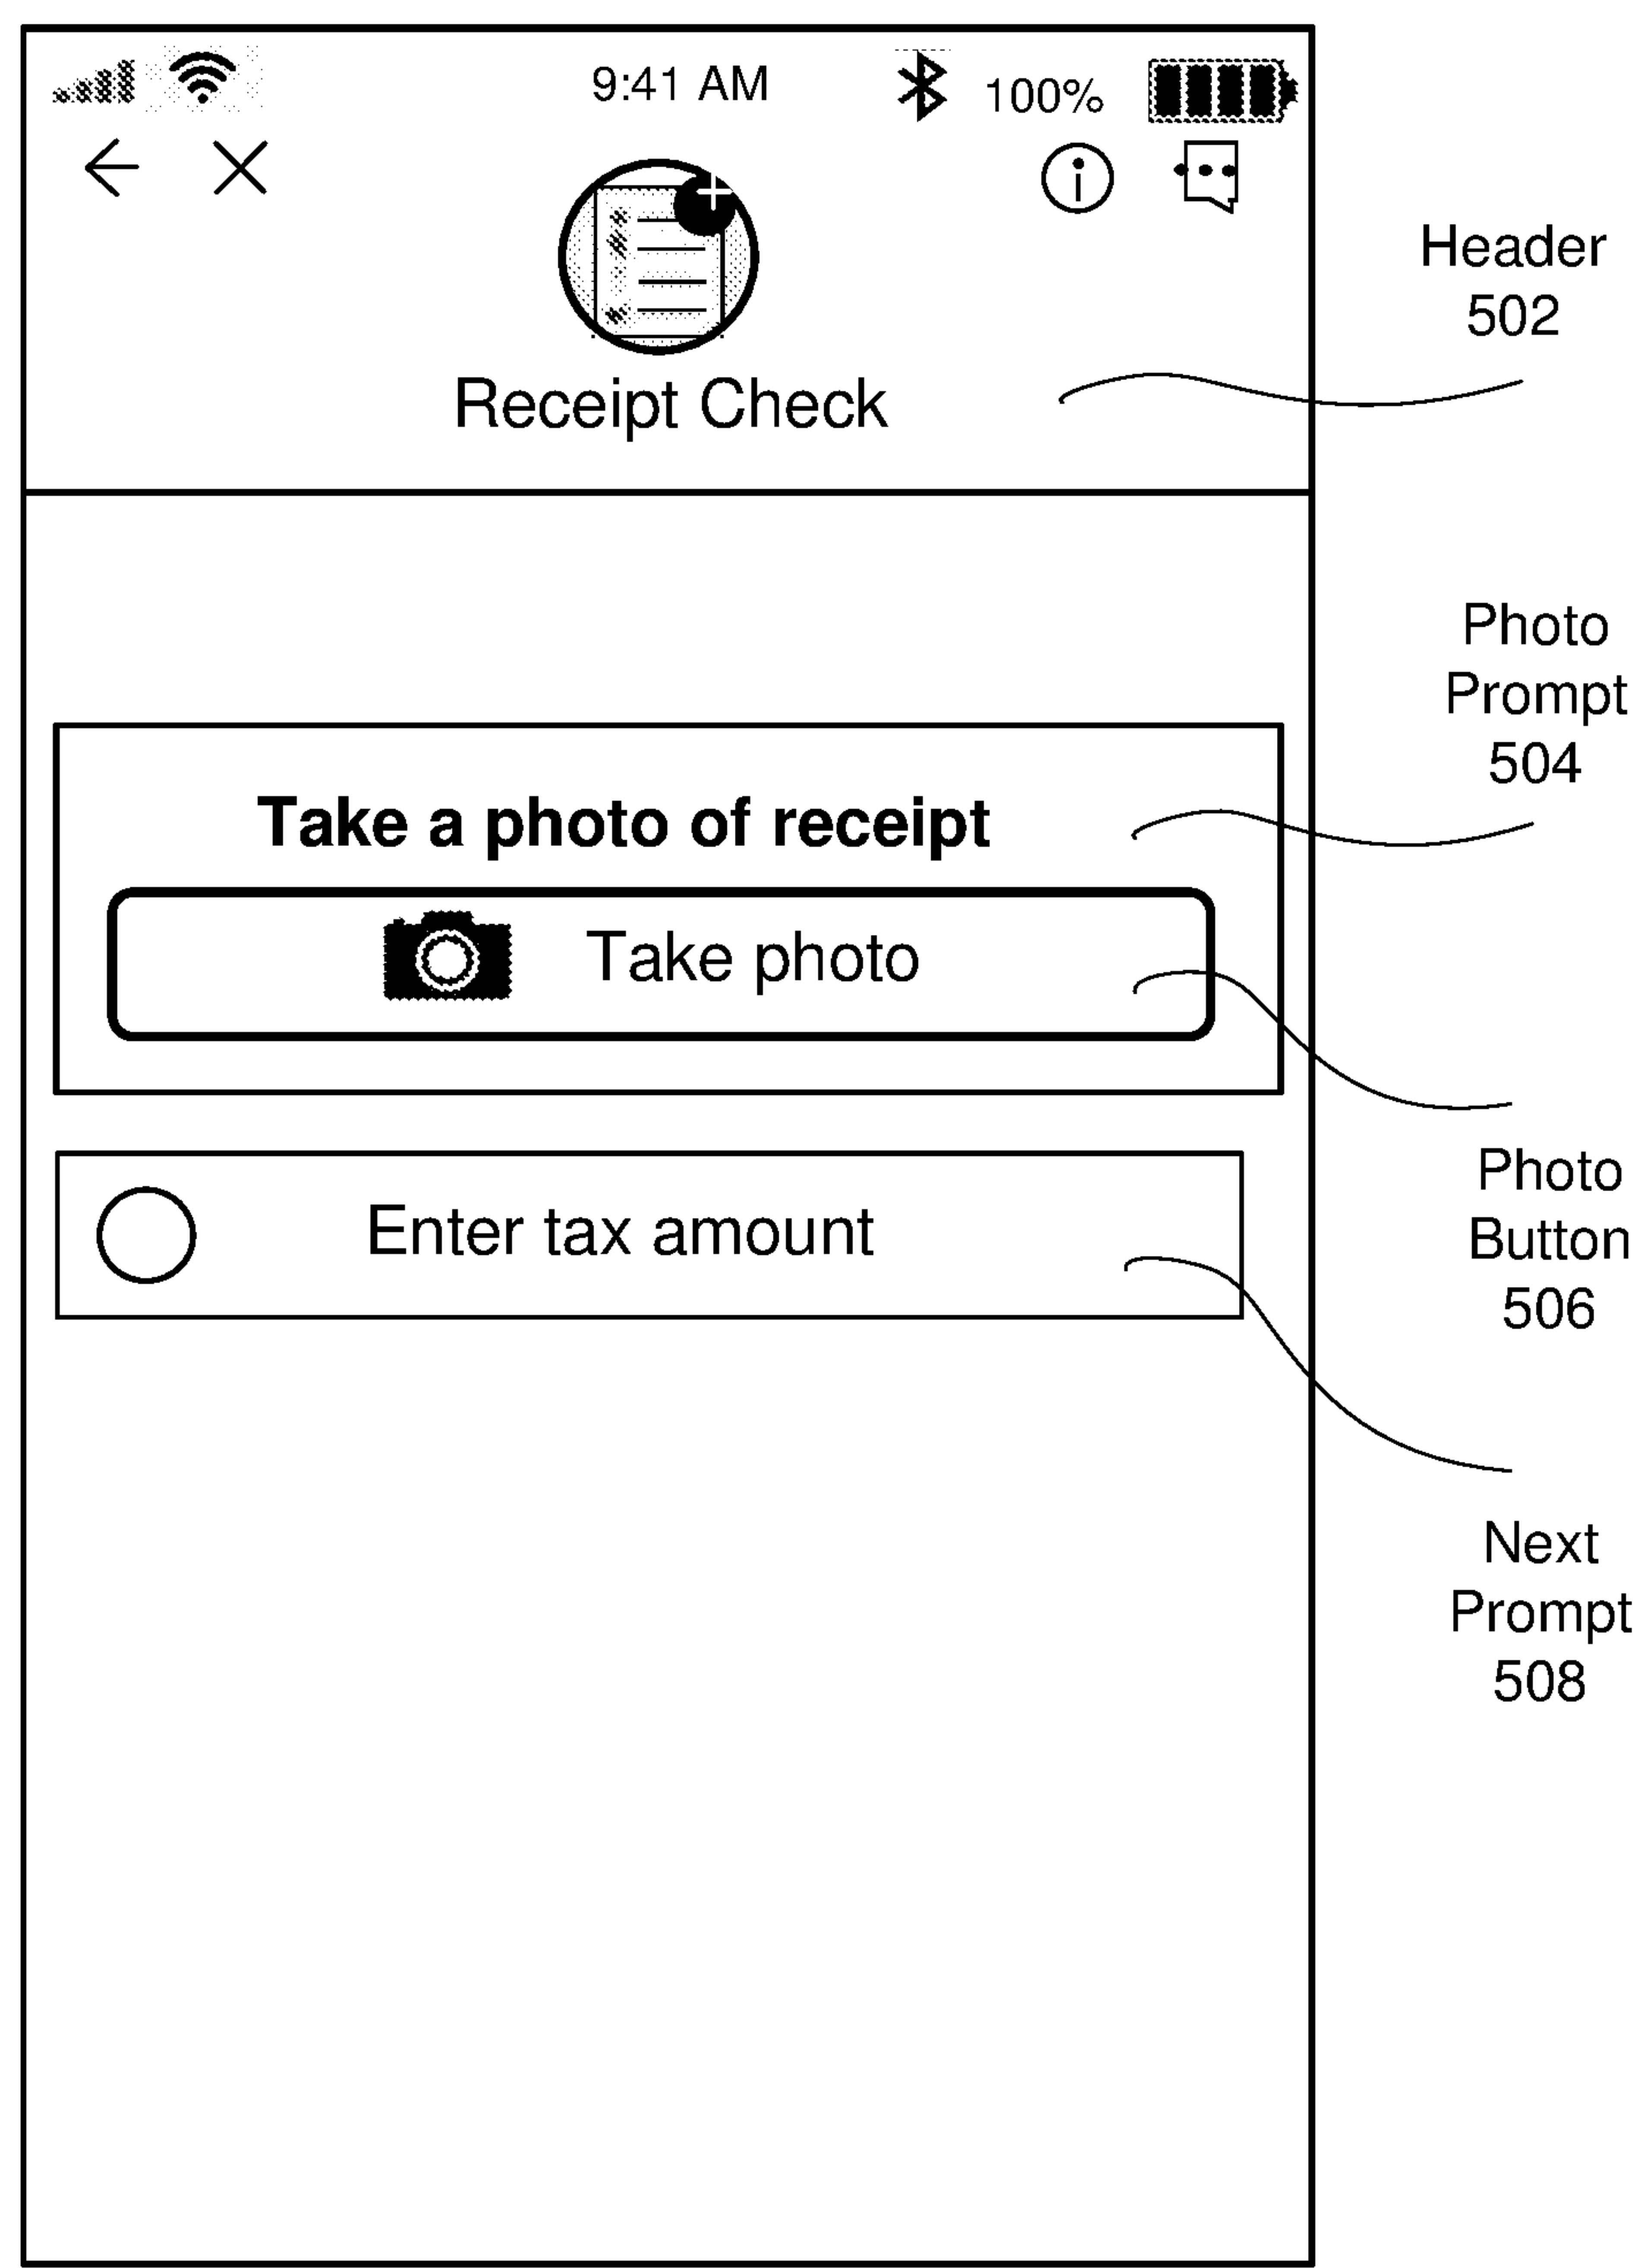 9:41 AM 100%
Receipt Check
Header
502
Photo
Prompt
504
Take a photo of receipt
Take photo
Photo
Button
506
Enter tax amount
Next
Prompt
508